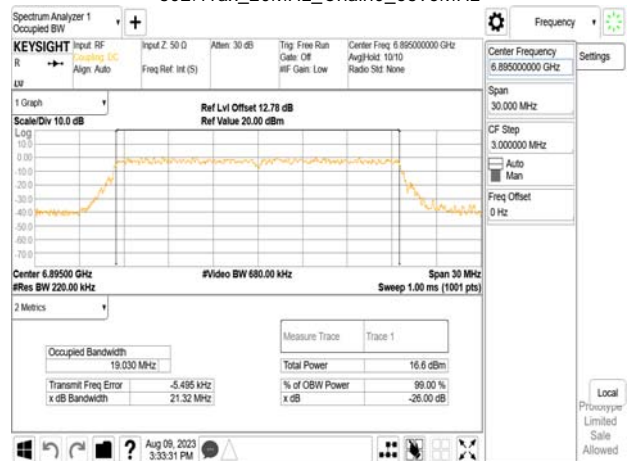 Spectrum Analyzer 1
Occupied BW
Frequency
KEYSIGHT
Input: RF
Coupling: EC
Align: Auto
Input Z: 50 Ω
Freq Ref: Int (S)
Atten: 30 dB
Trig: Free Run
Gate: Off
#IF Gain: Low
Center Freq: 6.895000000 GHz
Avg|Hold: 10/10
Radio Std: None
R
LVI
Center Frequency
6.895000000 GHz
Settings
Span
30.000 MHz
CF Step
3.000000 MHz
Auto
Man
Freq Offset
0 Hz
1 Graph
Scale/Div 10.0 dB
Ref Lvl Offset 12.78 dB
Ref Value 20.00 dBm
Log
10.0
0.00
-10.0
-20.0
-30.0
-40.0
-50.0
-60.0
-70.0
Center 6.89500 GHz
#Res BW 220.00 kHz
#Video BW 680.00 kHz
Span 30 MHz
Sweep 1.00 ms (1001 pts)
2 Metrics
Measure Trace
Trace 1
Occupied Bandwidth
19.030 MHz
Total Power
16.6 dBm
Transmit Freq Error
-5.495 kHz
% of OBW Power
99.00 %
x dB Bandwidth
21.32 MHz
x dB
-26.00 dB
Local
Prototype
Limited
Sale
Allowed
Aug 09, 2023
3:33:31 PM